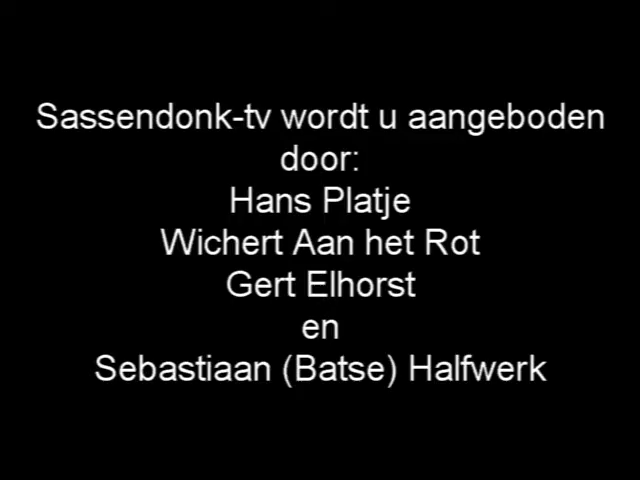 Sassendonk-tv wordt u aangeboden
door:
Hans Platje
Wichert Aan het Rot
Gert Elhorst
en
Sebastiaan (Batse) Halfwerk